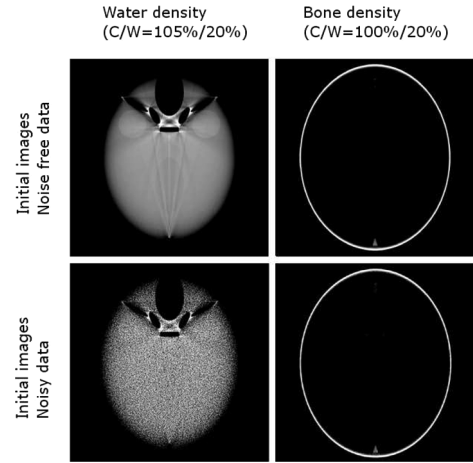 Water density
(C/W=105%/20%)
Bone density
(C/W=100%/20%)
Initial images
Noise free data
Initial images
Noisy data